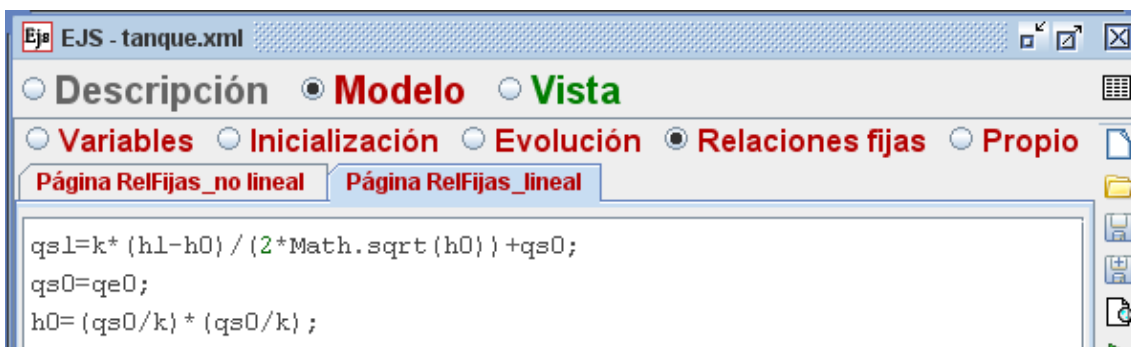 Ejs EJS - tanque.xml
Descripción Modelo Vista
Variables Inicialización Evolución Relaciones fijas Propio
Página RelFijas_no lineal Página RelFijas_lineal
qsl=k*(hl-h0)/(2*Math.sqrt(h0))+qs0;
qs0=qe0;
h0=(qs0/k)*(qs0/k);